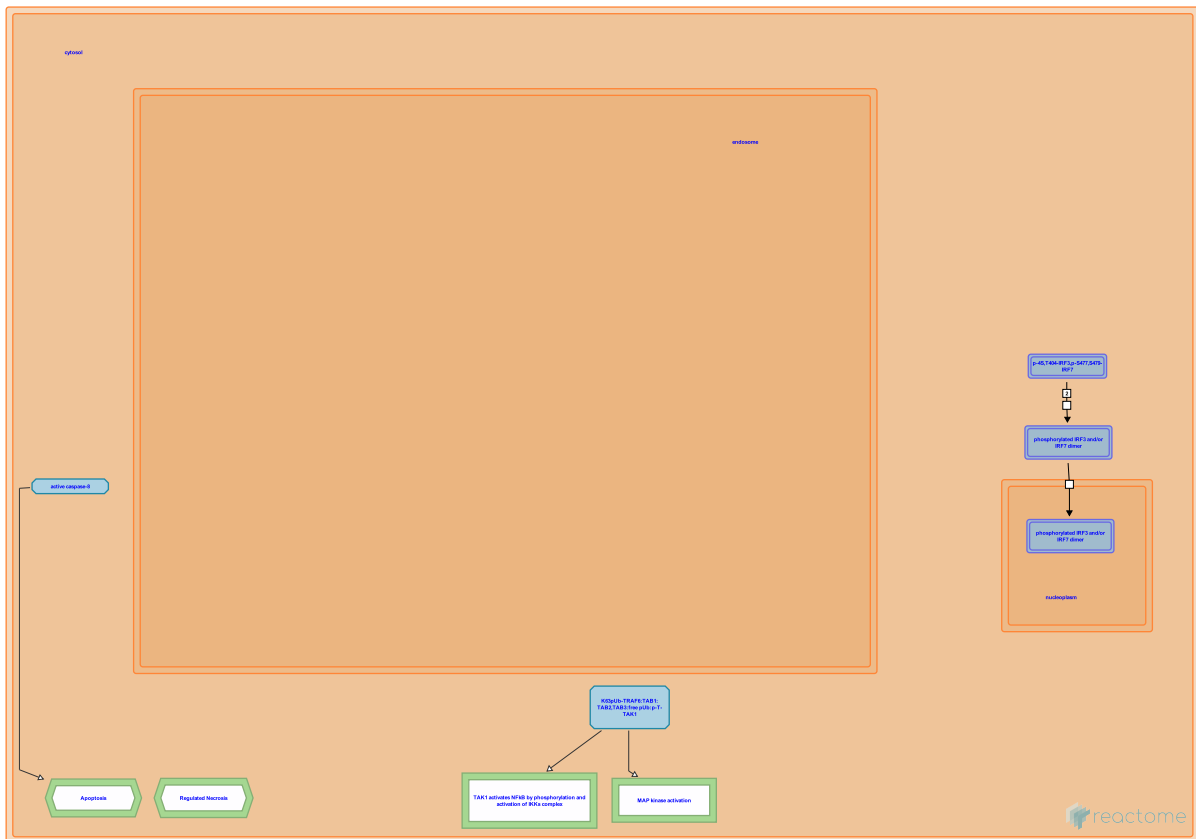 cytosol
endosome
p-4S,T404-IRF3,p-S477,S479-
IRF7
2
phosphorylated IRF3 and/or
IRF7 dimer
active caspase-8
phosphorylated IRF3 and/or
IRF7 dimer
nucleoplasm
K63pUb-TRAF6:TAB1:
TAB2,TAB3:free pUb:p-T-
TAK1
Apoptosis
Regulated Necrosis
TAK1 activates NFkB by phosphorylation and
activation of IKKs complex
MAP kinase activation
reactome